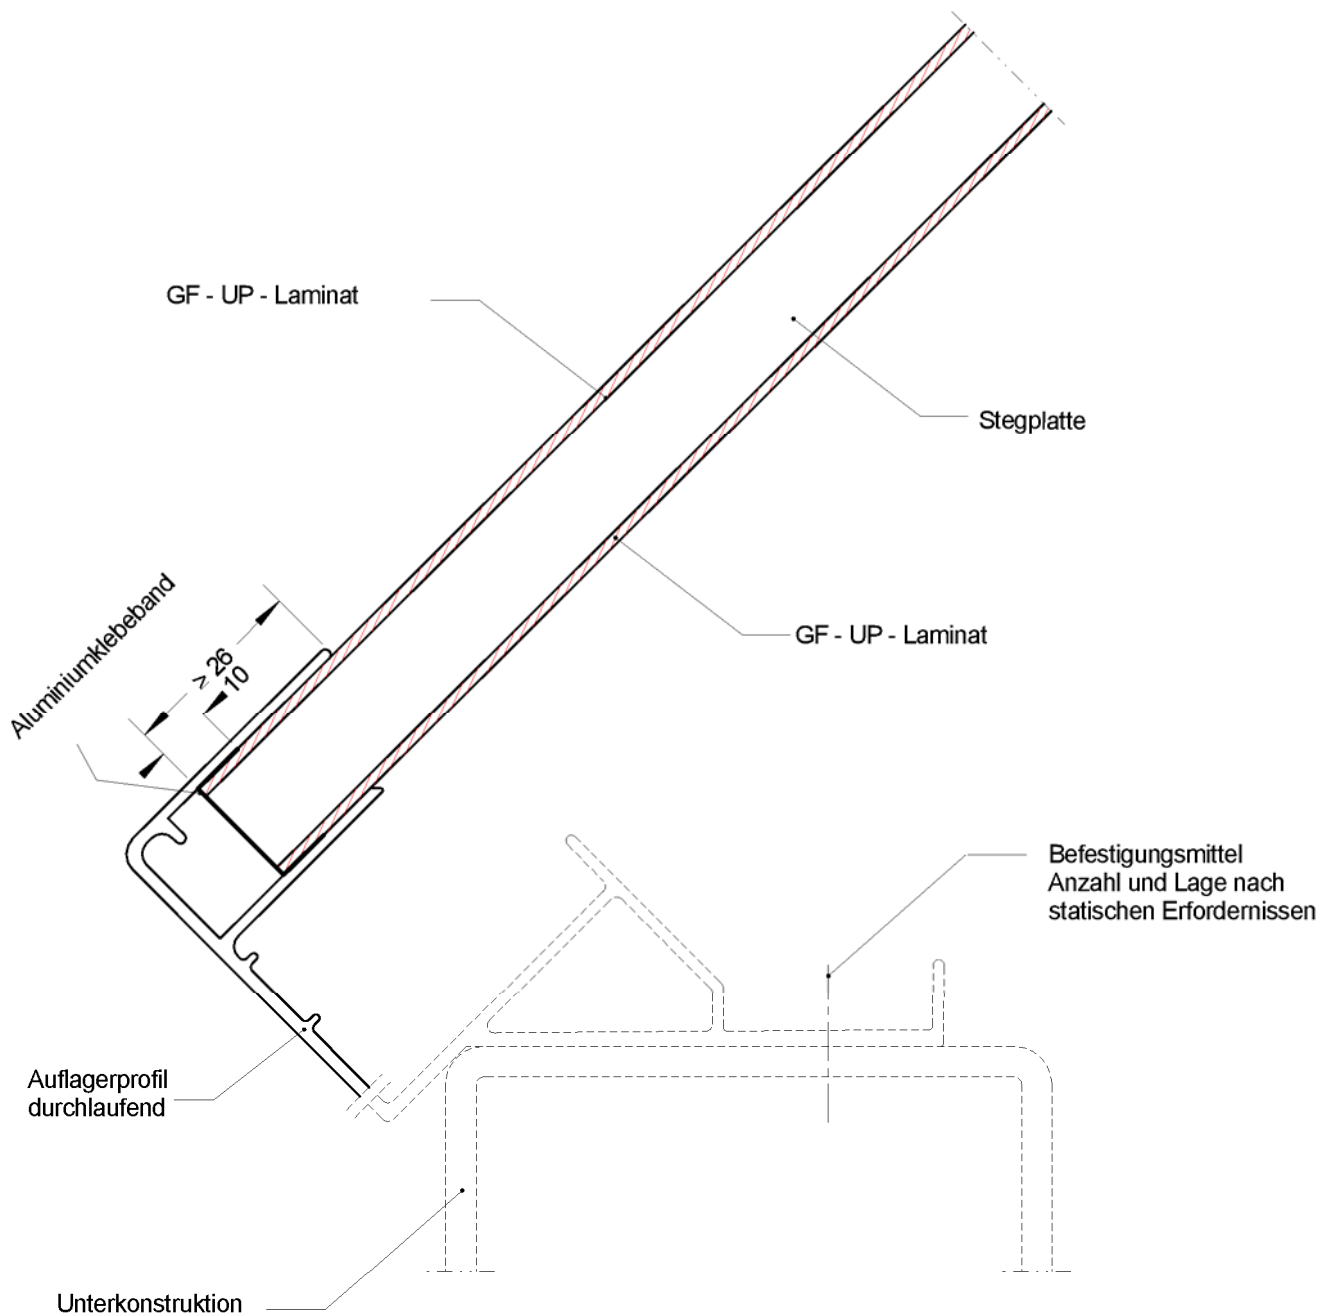 GF - UP - Laminat
Stegplatte
GF - UP - Laminat
Aluminiumklebeband
≥ 26
10
Befestigungsmittel
Anzahl und Lage nach
statischen Erfordernissen
Auflagerprofil
durchlaufend
Unterkonstruktion